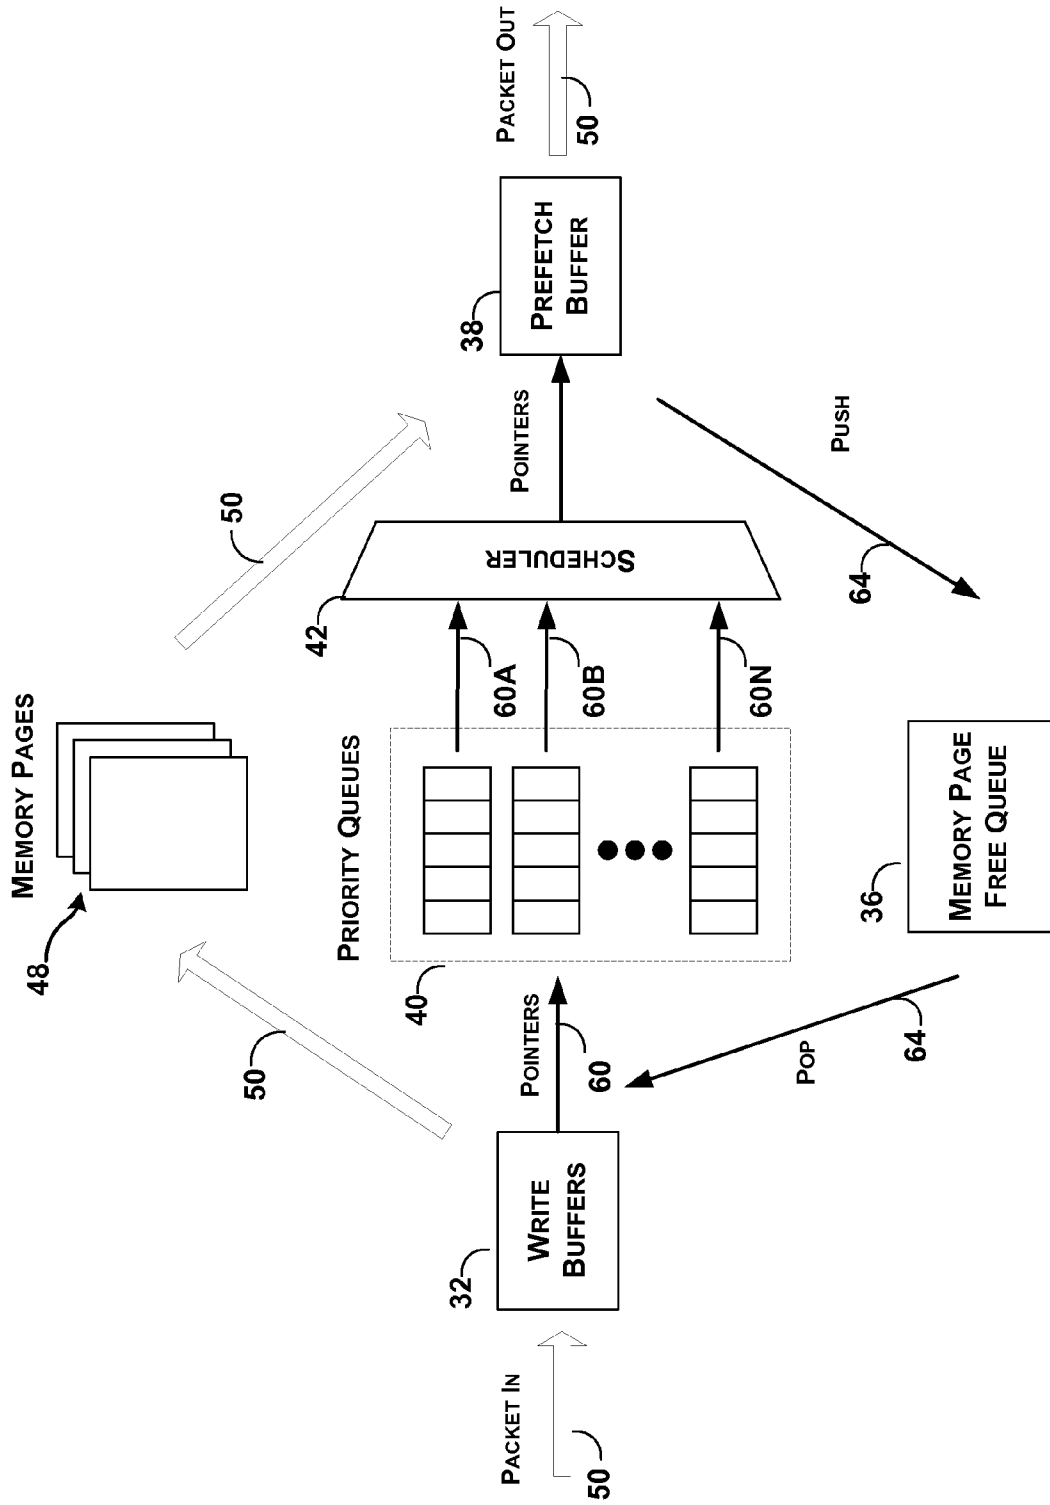 MEMORY PAGES
48
50
50
PRIORITY QUEUES
40
42
PACKET IN
50
32
WRITE
BUFFERS
POINTERS
60
60A
60B
60N
SCHEDULER
POINTERS
38
PREFETCH
BUFFER
PACKET OUT
50
POP
64
36
MEMORY PAGE
FREE QUEUE
64
PUSH